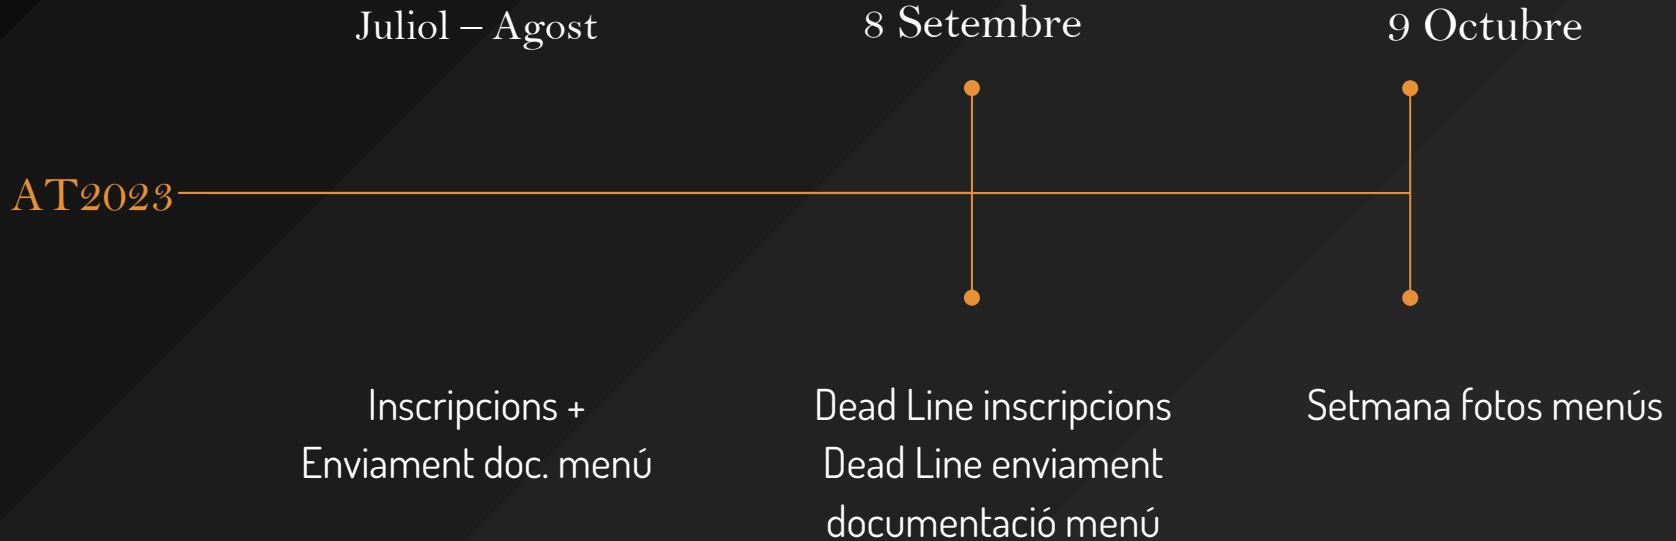 Juliol – Agost
8 Setembre
9 Octubre
AT2023
Inscripcions +
Enviament doc. menú
Dead Line inscripcions
Dead Line enviament
documentació menú
Setmana fotos menús